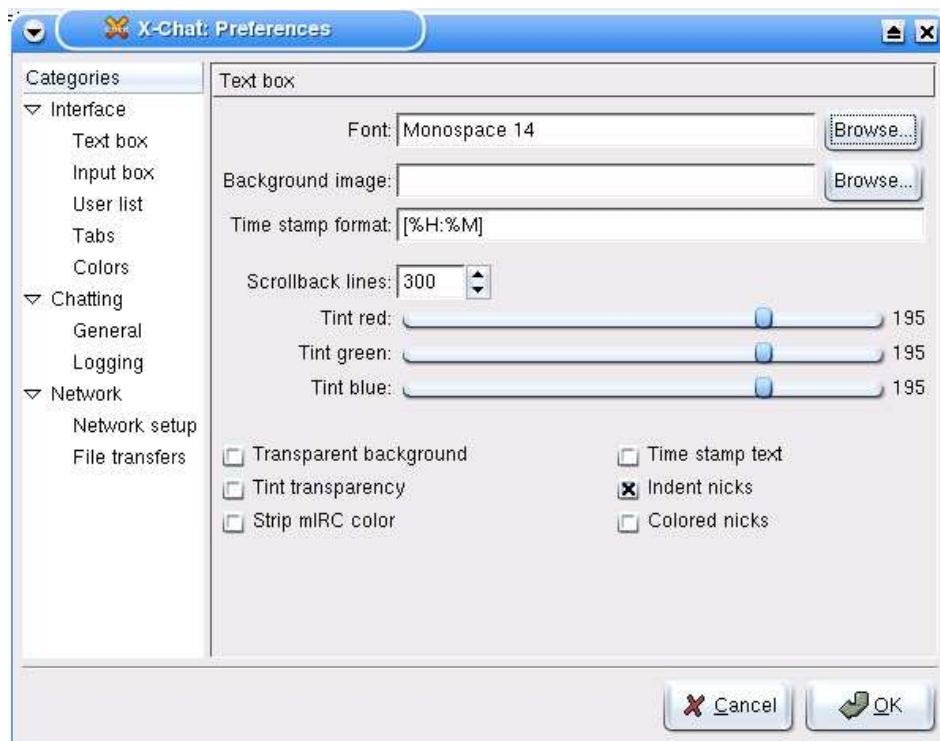 X-Chat: Preferences
Categories
Interface
Text box
Input box
User list
Tabs
Colors
Chatting
General
Logging
Network
Network setup
File transfers
Text box
Font: Monospace 14 Browse...
Background image: Browse...
Time stamp format: [%H:%M]
Scrollback lines: 300
Tint red: 195
Tint green: 195
Tint blue: 195
Transparent background
Time stamp text
Tint transparency
Indent nicks
Strip mIRC color
Colored nicks
Cancel
OK